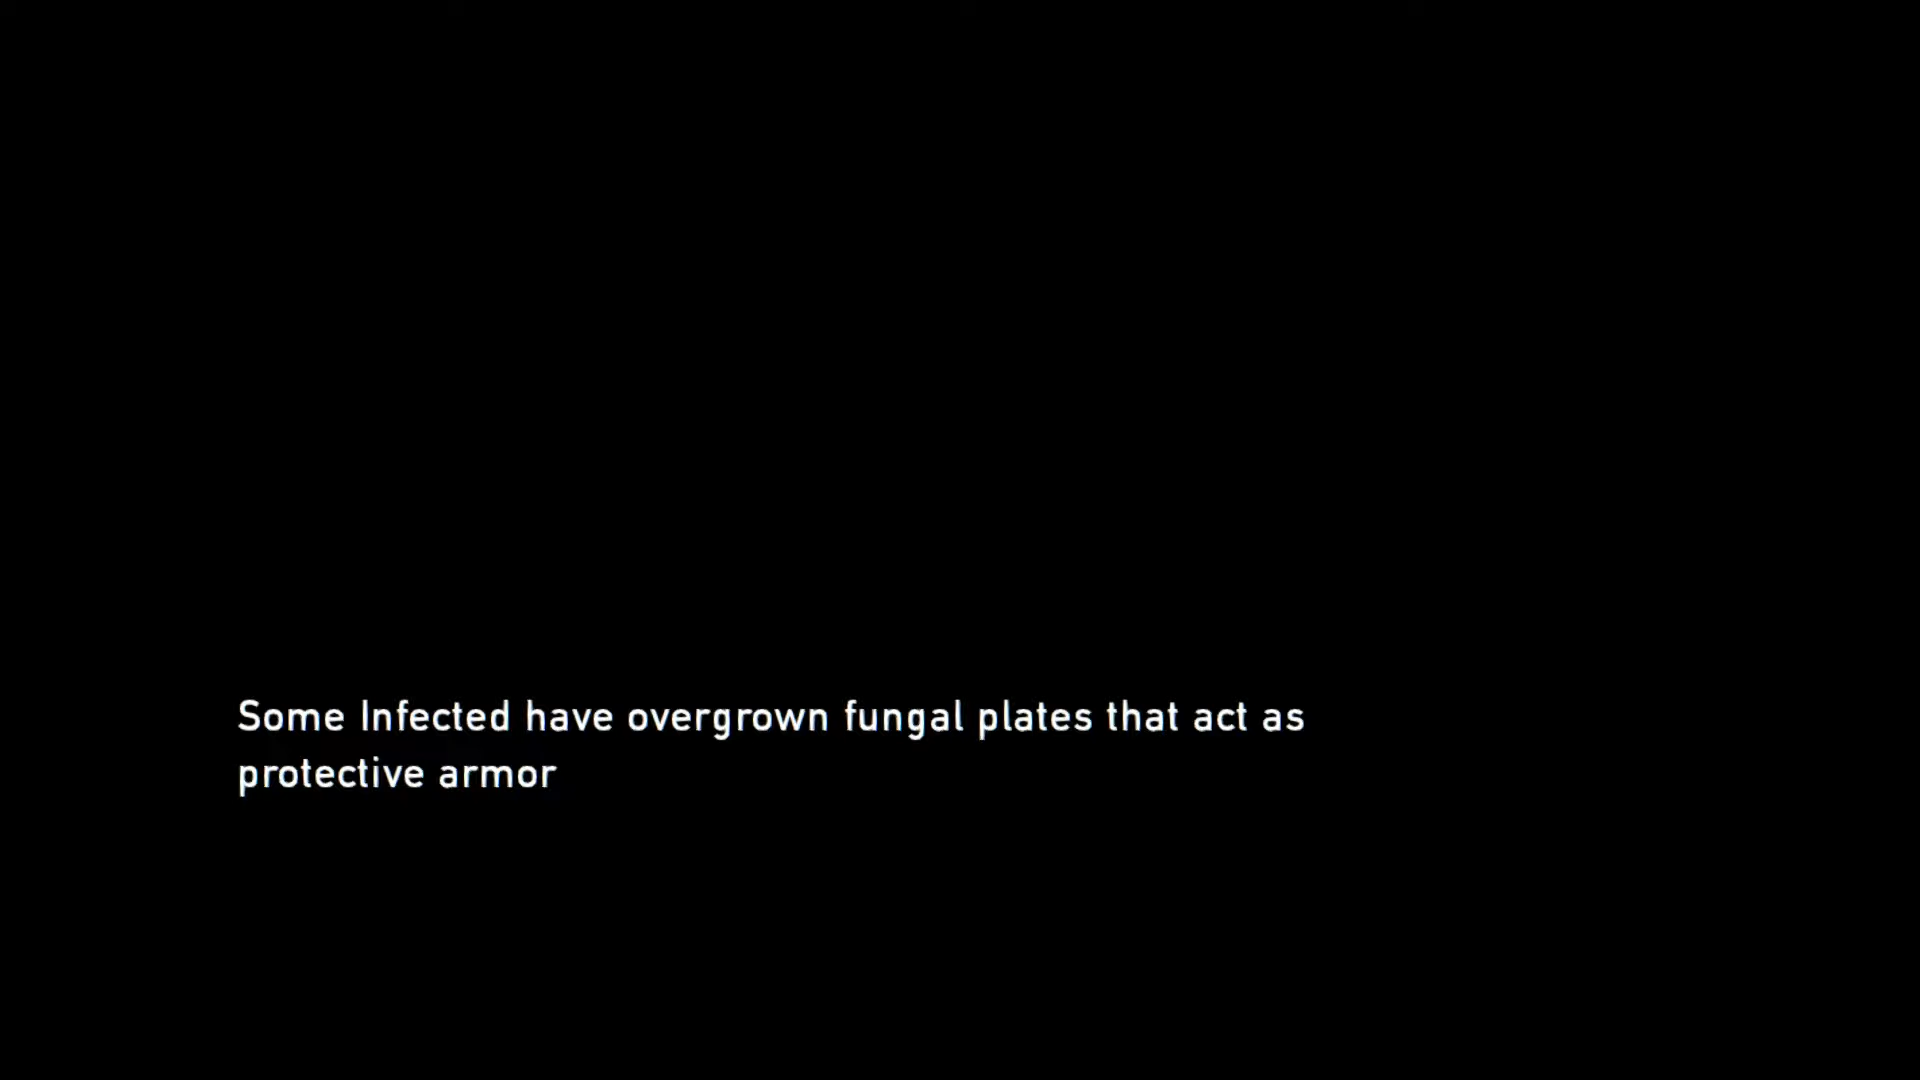 Some Infected have overgrown fungal plates that act as
protective armor